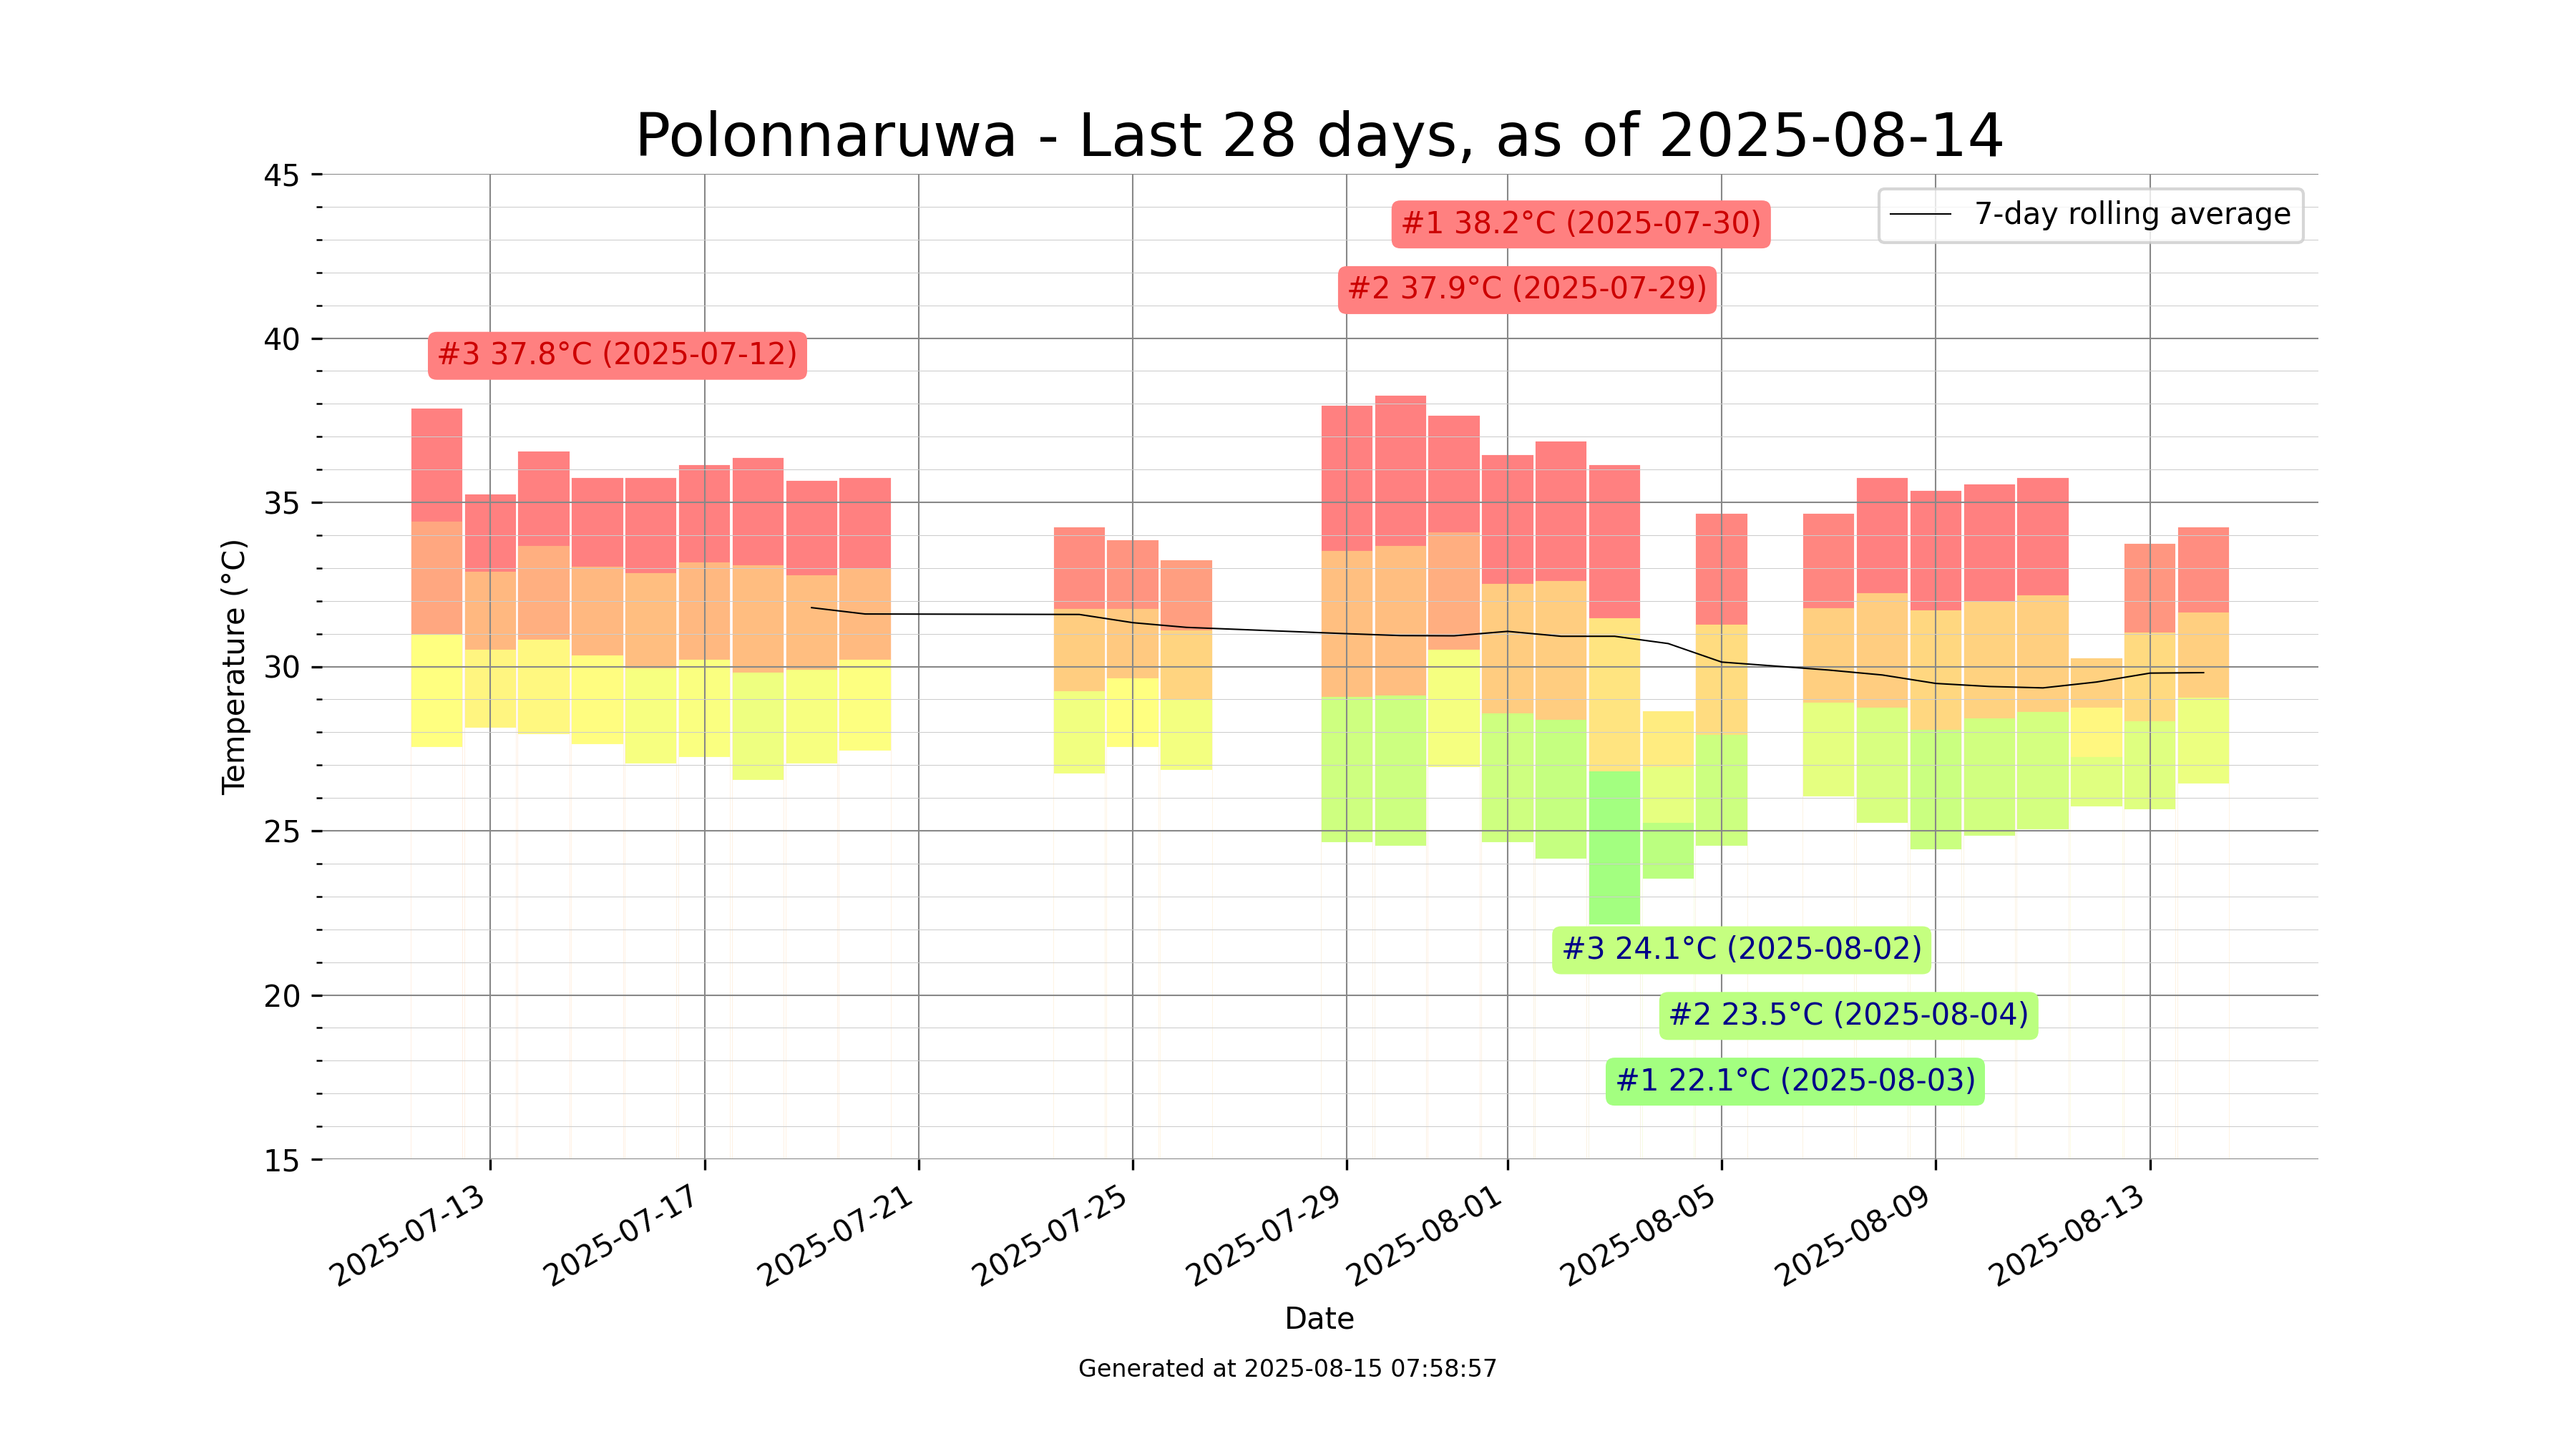 Polonnaruwa - Last 28 days, as of 2025-08-14
45
#1 38.2°C (2025-07-30)
7-day rolling average
#2 37.9°C (2025-07-29)
40
#3 37.8°C (2025-07-12)
35
Temperature (°C)
30
25
#3 24.1°C (2025-08-02)
20
#2 23.5°C (2025-08-04)
#1 22.1°C (2025-08-03)
15
2025-07-13
2025-07-17
2025-07-21
2025-07-25
2025-07-29
2025-08-01
2025-08-05
2025-08-09
2025-08-13
Date
Generated at 2025-08-15 07:58:57